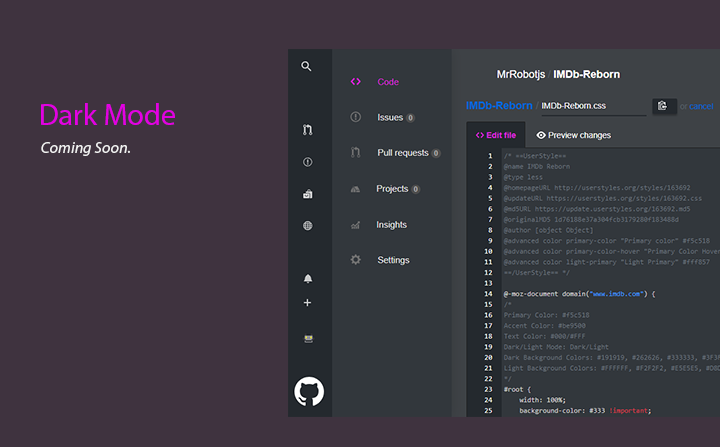 Dark Mode
Coming Soon.
Code
Issues 0
Pull requests 0
Projects 0
Insights
Settings
MrRobotjs / IMDb-Reborn
IMDb-Reborn / IMDb-Reborn.css or cancel
<> Edit file Preview changes
1 /* ==UserStyle==
2 @name IMDb Reborn
3 @type less
4 @homepageURL http://userstyles.org/styles/163692
5 @updateURL https://userstyles.org/styles/163692.css
6 @md5URL https://update.userstyles.org/163692.md5
7 @originalMD5 1d76188e37a304fcb3179280f183488d
8 @author [object Object]
9 @advanced color primary-color "Primary color" #f5c518
10 @advanced color primary-color-hover "Primary Color Hover
11 @advanced color light-primary "Light Primary" #fff857
12 ==/UserStyle== */
13
14 @-moz-document domain("www.imdb.com") {
15 /*
16 Primary Color: #f5c518
17 Accent Color: #be9500
18 Text Color: #000/#FFF
19 Dark/Light Mode: Dark/Light
20 Dark Background Colors: #191919, #262626, #333333, #3F3F
21 Light Background Colors: #FFFFFF, #F2F2F2, #E5E5E5,
22 */
23 #root {
24 width: 100%;
25 background-color: #333 !important;